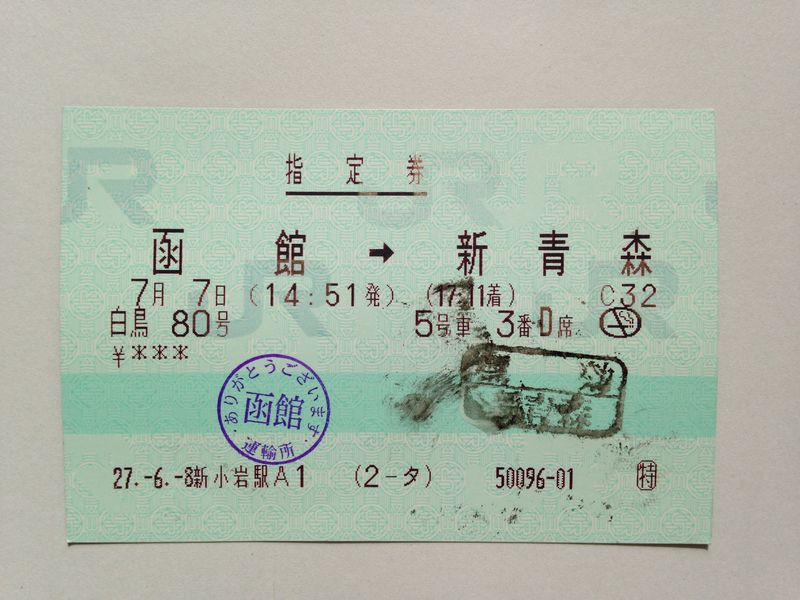 指定券
函館 → 新青森
7月 7日 (14:51発) (17:11着) C32
白鳥 80号 5号車 3番D席
￥***
ありがとうございます
函館
運輸所
27.-6.-8新小岩駅A1 (2-タ) 50096-01 特